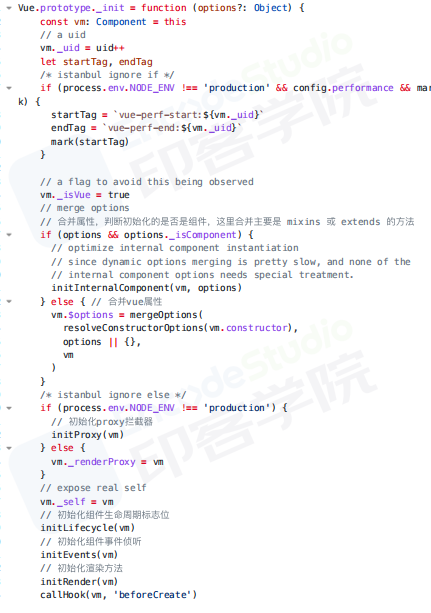 Vue.prototype._init = function (options?: Object) {
const vm: Component = this
// a uid
vm._uid = uid++
let startTag, endTag
/* istanbul ignore if */
if (process.env.NODE_ENV !== 'production' && config.performance && mar
k) {
startTag = `vue-perf-start:${vm._uid}`
endTag = `vue-perf-end:${vm._uid}`
mark(startTag)
}
// a flag to avoid this being observed
vm._isVue = true
// merge options
// 合并属性，判断初始化的是否是组件，这里合并主要是 mixins 或 extends 的方法
if (options && options._isComponent) {
// optimize internal component instantiation
// since dynamic options merging is pretty slow, and none of the
// internal component options needs special treatment.
initInternalComponent(vm, options)
} else { // 合并vue属性
vm.$options = mergeOptions(
resolveConstructorOptions(vm.constructor),
options || {},
vm
)
}
/* istanbul ignore else */
if (process.env.NODE_ENV !== 'production') {
// 初始化proxy拦截器
initProxy(vm)
} else {
vm._renderProxy = vm
}
// expose real self
vm._self = vm
// 初始化组件生命周期标志位
initLifecycle(vm)
// 初始化组件事件侦听
initEvents(vm)
// 初始化渲染方法
initRender(vm)
callHook(vm, 'beforeCreate')